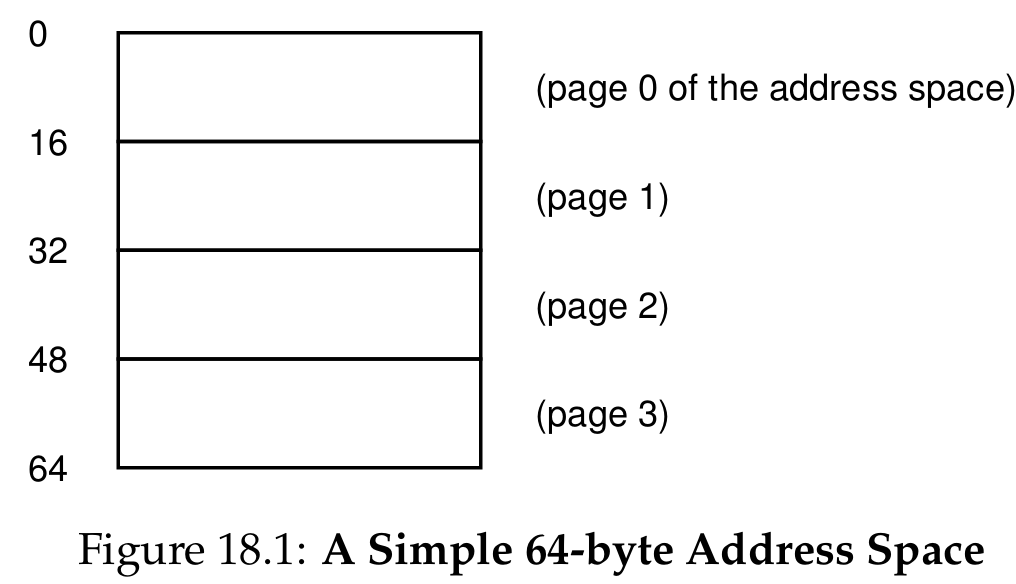 0
(page 0 of the address space)
16
(page 1)
32
(page 2)
48
(page 3)
64
Figure 18.1: A Simple 64-byte Address Space